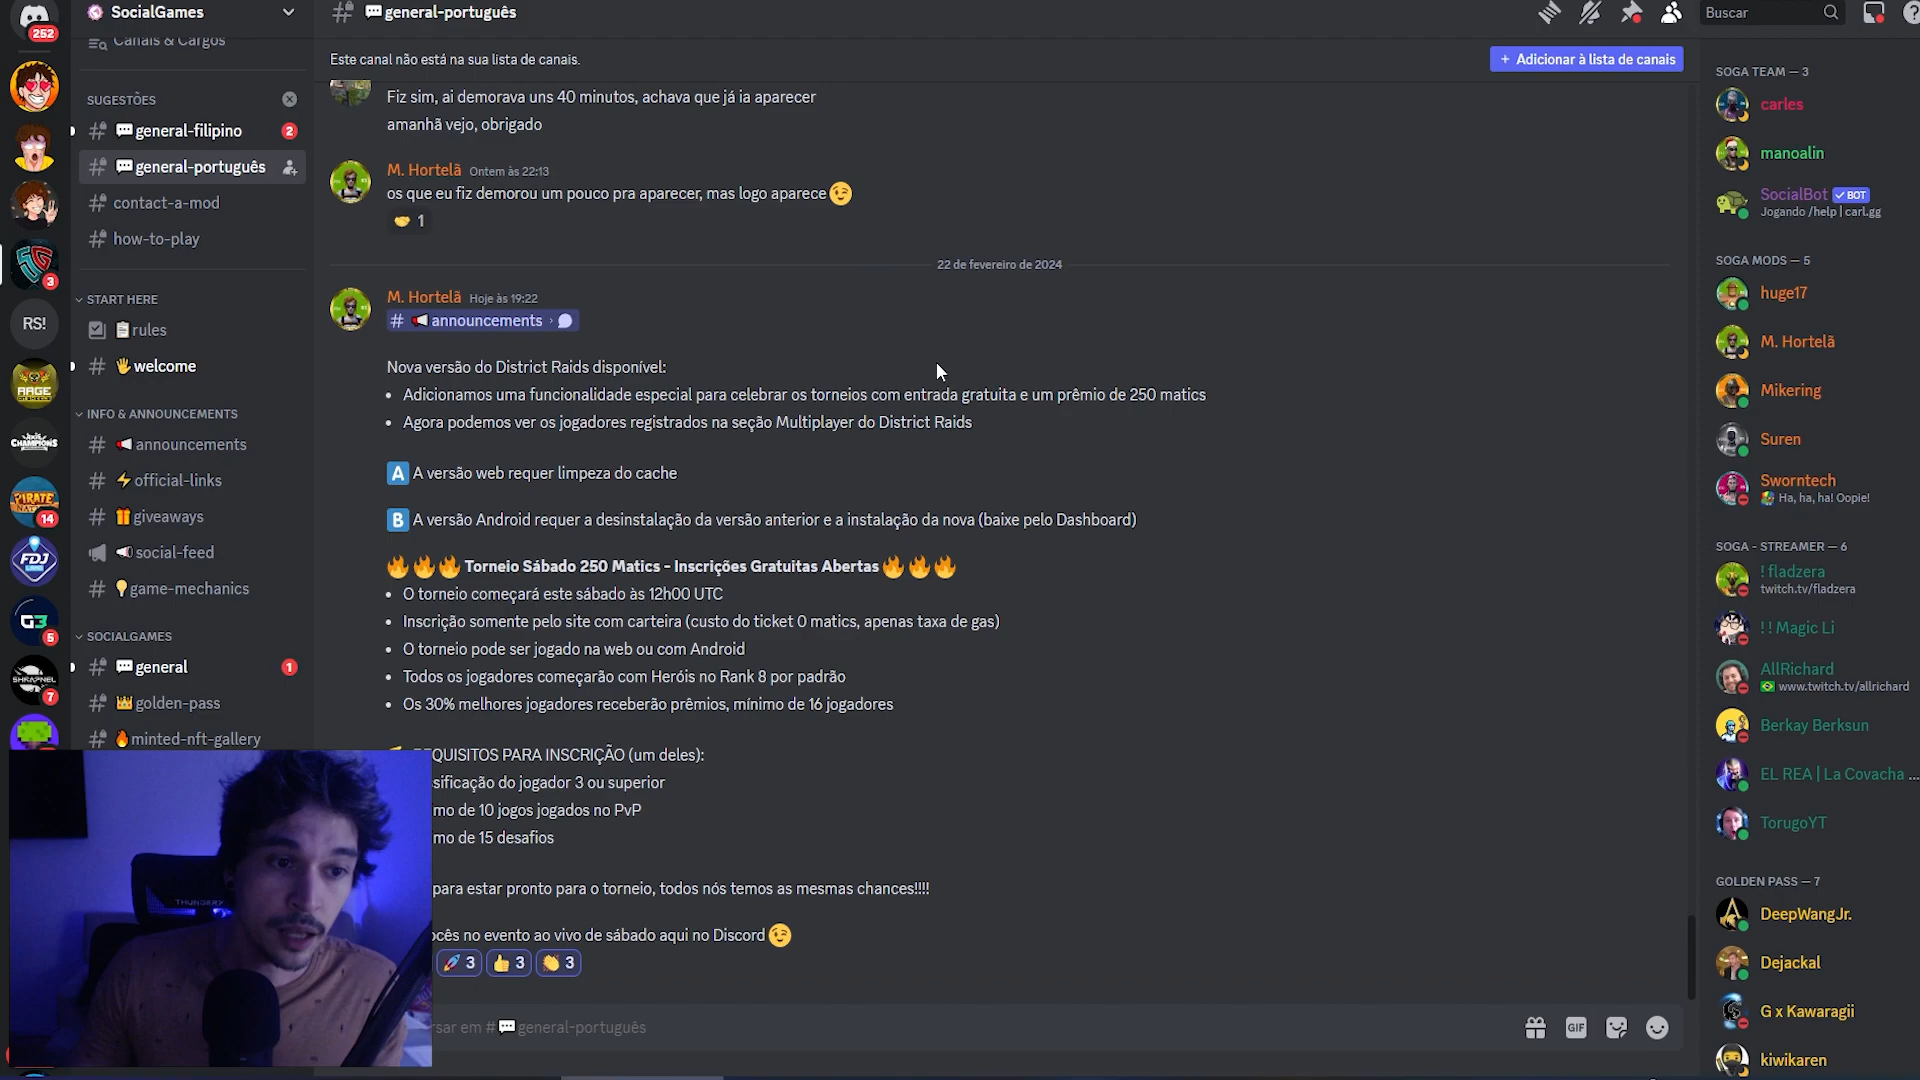 252
SocialGames
Canais & Cargos
SUGESTÕES
general-filipino
2
general-português
contact-a-mod
how-to-play
3
START HERE
RS!
rules
welcome
RAGE
INFO & ANNOUNCEMENTS
announcements
CHAMPIONS
official-links
PIRATE
NATION
14
giveaways
social-feed
FDJ
game-mechanics
G3
6
SOCIALGAMES
general
1
SHRAPNEL
7
golden-pass
minted-nft-gallery
general-português
Buscar
Este canal não está na sua lista de canais.
+ Adicionar à lista de canais
Fiz sim, ai demorava uns 40 minutos, achava que já ia aparecer
amanhã vejo, obrigado
M. Hortelã Ontem às 22:13
os que eu fiz demorou um pouco pra aparecer, mas logo aparece
1
22 de fevereiro de 2024
M. Hortelã Hoje às 19:22
# announcements ›
Nova versão do District Raids disponível:
• Adicionamos uma funcionalidade especial para celebrar os torneios com entrada gratuita e um prêmio de 250 matics
• Agora podemos ver os jogadores registrados na seção Multiplayer do District Raids
A A versão web requer limpeza do cache
B A versão Android requer a desinstalação da versão anterior e a instalação da nova (baixe pelo Dashboard)
🔥🔥🔥 Torneio Sábado 250 Matics - Inscrições Gratuitas Abertas 🔥🔥🔥
• O torneio começará este sábado às 12h00 UTC
• Inscrição somente pelo site com carteira (custo do ticket 0 matics, apenas taxa de gas)
• O torneio pode ser jogado na web ou com Android
• Todos os jogadores começarão com Heróis no Rank 8 por padrão
• Os 30% melhores jogadores receberão prêmios, mínimo de 16 jogadores
EQUISITOS PARA INSCRIÇÃO (um deles):
sificação do jogador 3 ou superior
mo de 10 jogos jogados no PvP
mo de 15 desafios
para estar pronto para o torneio, todos nós temos as mesmas chances!!!!
ocês no evento ao vivo de sábado aqui no Discord
3 3 3
rsar em # general-português
GIF
THUNDERX
SOGA TEAM — 3
carles
manoalin
SocialBot ✓ BOT
Jogando /help | carl.gg
SOGA MODS — 5
huge17
M. Hortelã
Mikering
Suren
Sworntech
Ha, ha, ha! Oopie!
SOGA - STREAMER — 6
! fladzera
twitch.tv/fladzera
! ! Magic Li
AllRichard
www.twitch.tv/allrichard
Berkay Berksun
EL REA | La Covacha ...
TorugoYT
GOLDEN PASS — 7
DeepWangJr.
Dejackal
G x Kawaragii
kiwikaren